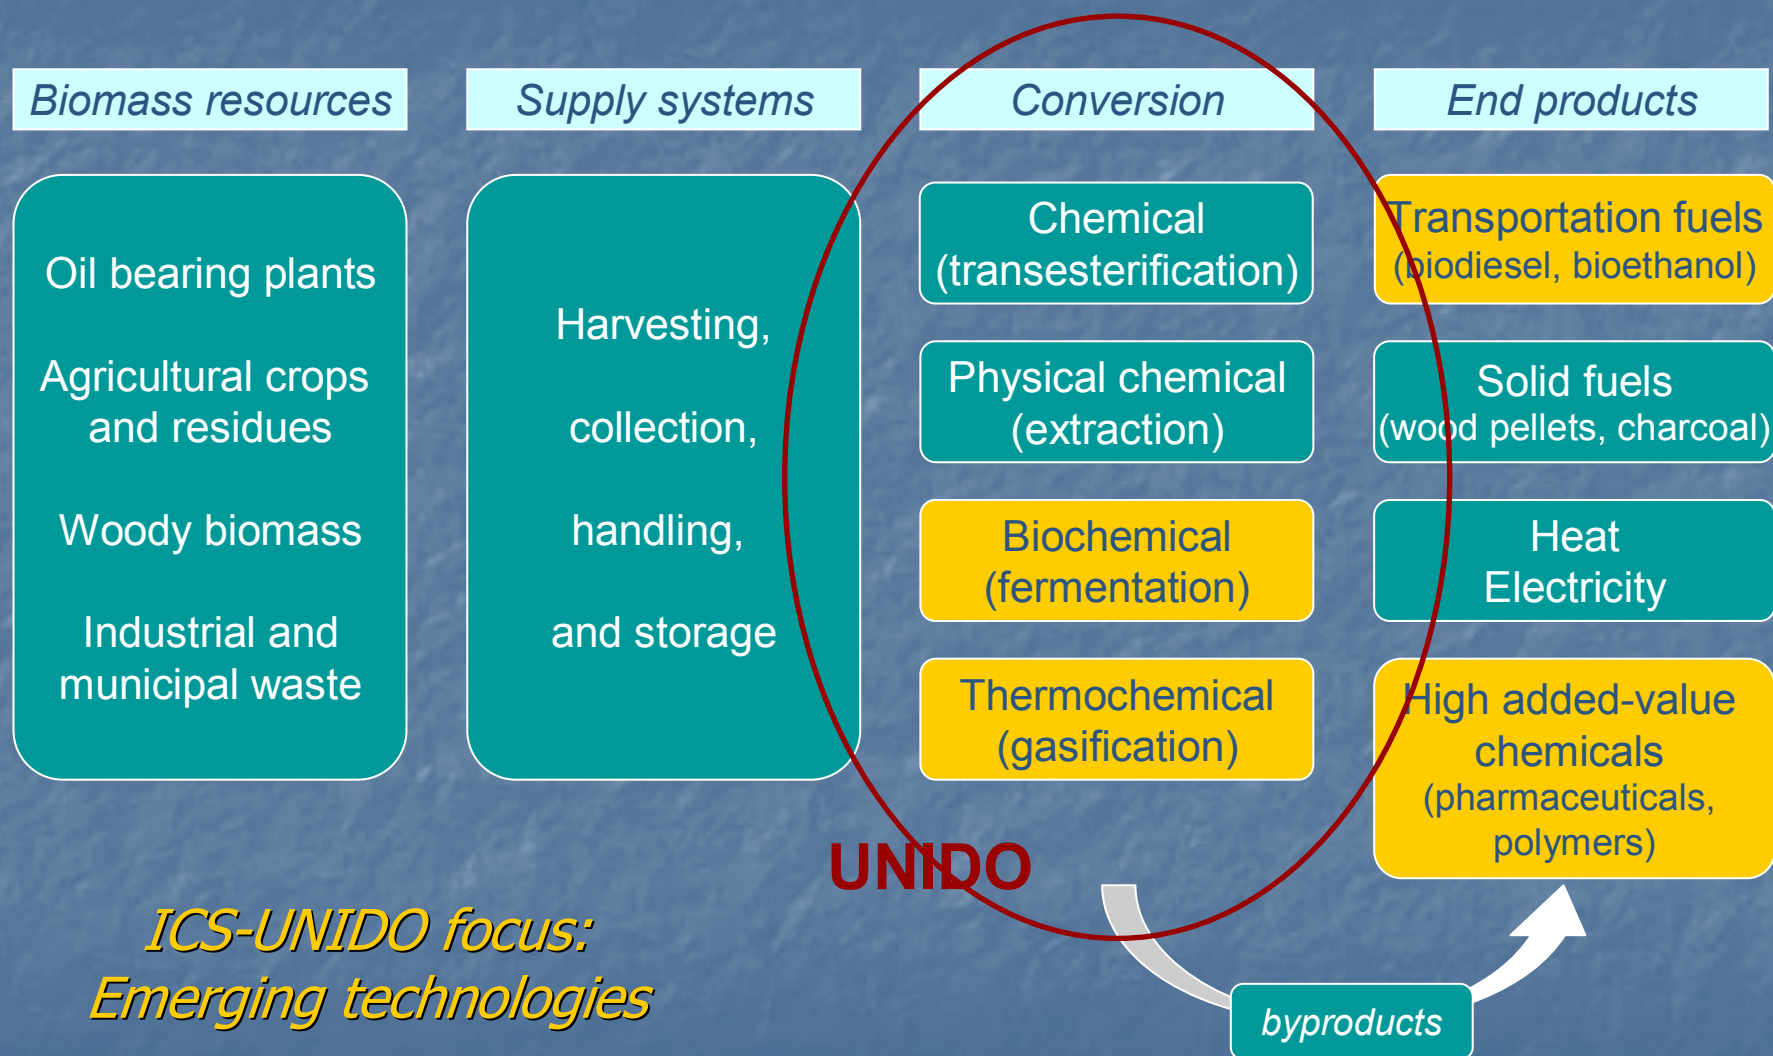 Biomass resources
Supply systems
Conversion
End products
Oil bearing plants
Agricultural crops
and residues
Woody biomass
Industrial and
municipal waste
Harvesting,
collection,
handling,
and storage
Chemical
(transesterification)
Physical chemical
(extraction)
Biochemical
(fermentation)
Thermochemical
(gasification)
Transportation fuels
(biodiesel, bioethanol)
Solid fuels
(wood pellets, charcoal)
Heat
Electricity
High added-value
chemicals
(pharmaceuticals,
polymers)
UNIDO
ICS-UNIDO focus:
Emerging technologies
byproducts